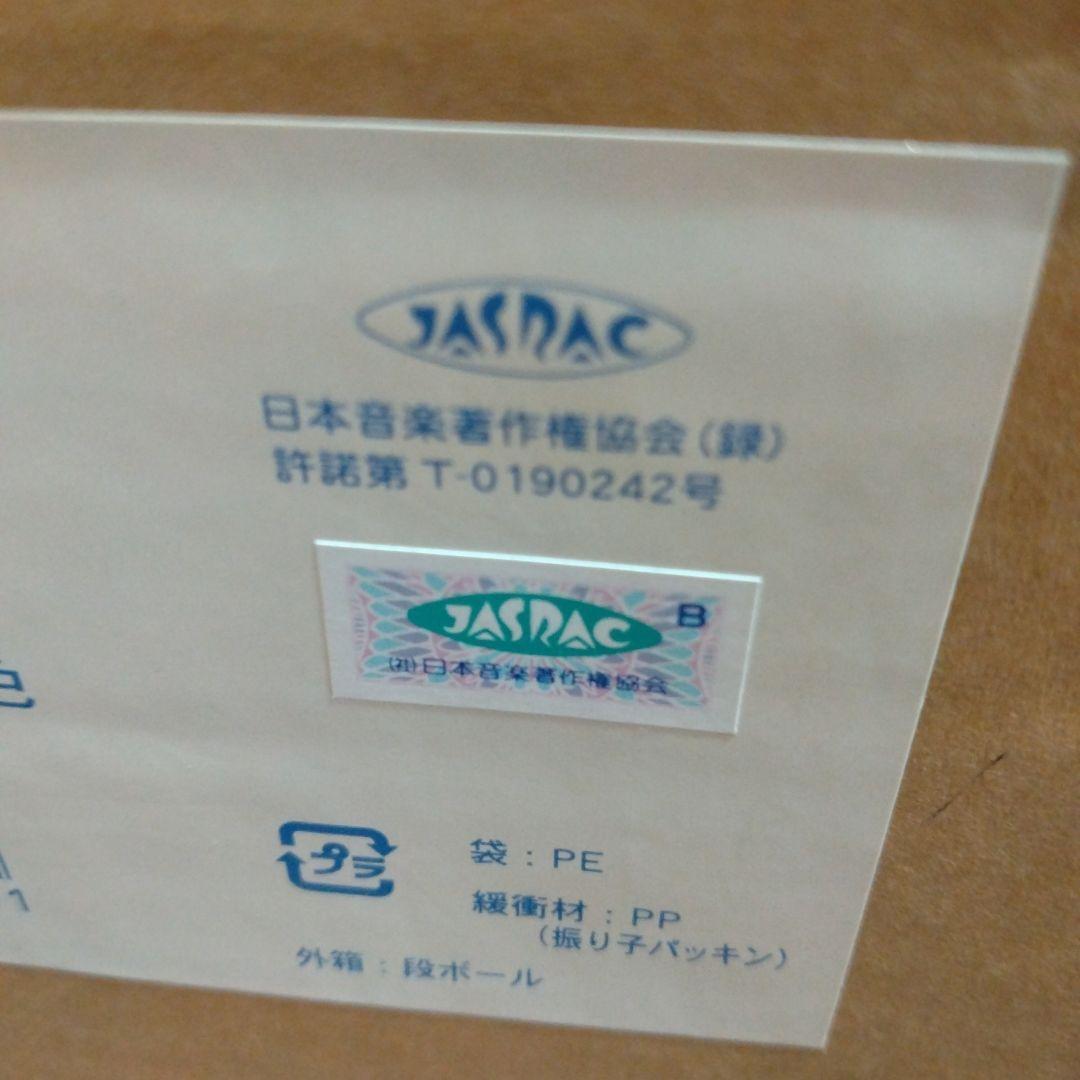 JASRAC
日本音楽著作権協会(録)
許諾第 T-0190242号
JASRAC B
(社)日本音楽著作権協会
色
プラ
袋：PE
緩衝材：PP
(振り子パッキン)
1
外箱：段ボール